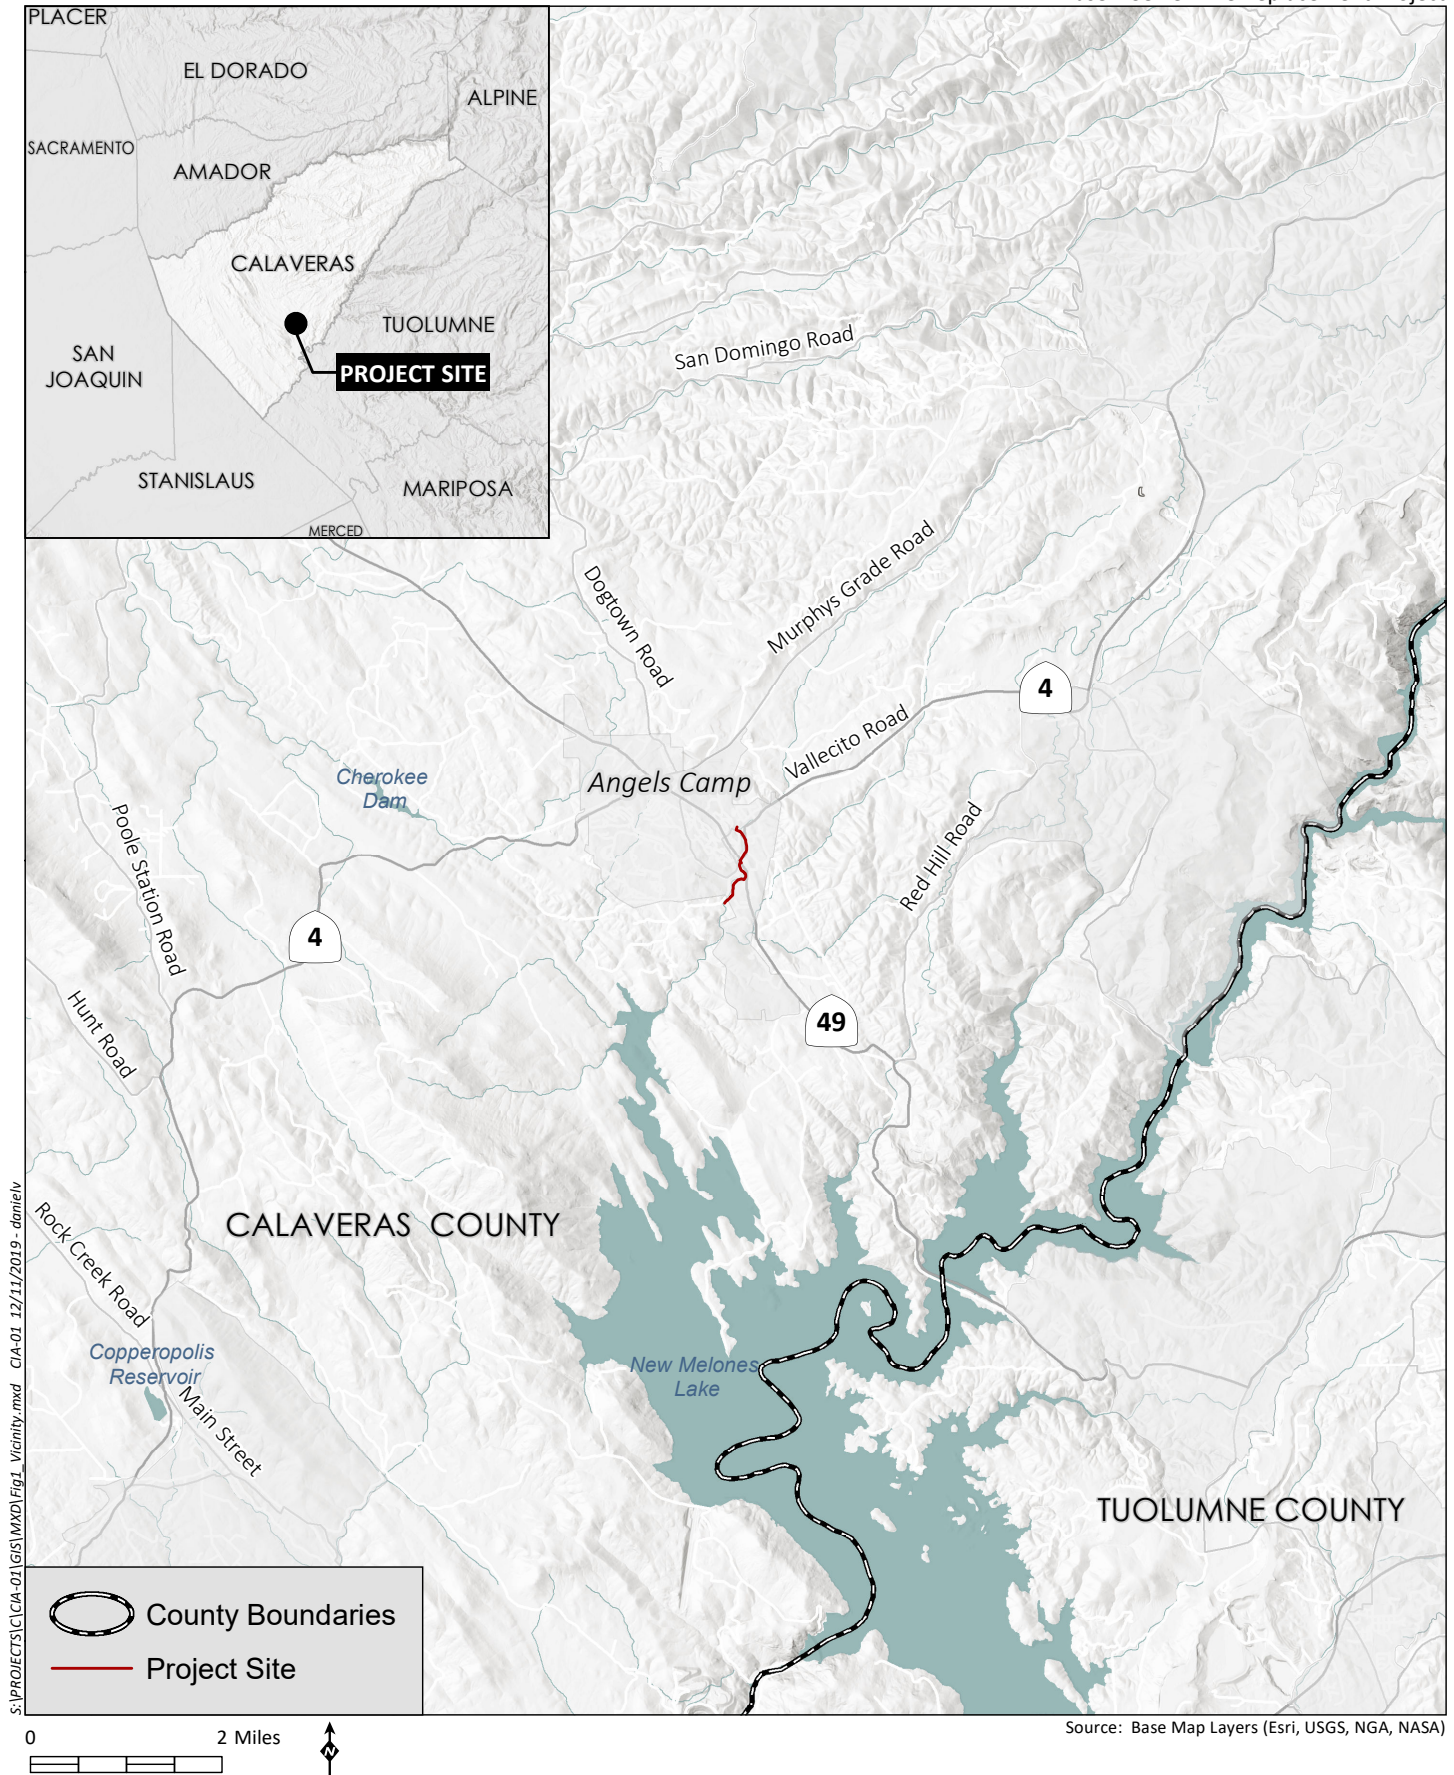 PLACER
EL DORADO
ALPINE
SACRAMENTO
AMADOR
CALAVERAS
TUOLUMNE
SAN
JOAQUIN
PROJECT SITE
STANISLAUS
MARIPOSA
MERCED
San Domingo Road
Dogtown Road
Murphys Grade Road
4
Vallecito Road
Angels Camp
Cherokee
Dam
Poole Station Road
Red Hill Road
4
Hunt Road
49
CALAVERAS COUNTY
Rock Creek Road
Copperopolis
Reservoir
Main Street
New Melones
Lake
TUOLUMNE COUNTY
County Boundaries
Project Site
S:\PROJECTS\C\CIA-01\GIS\MXD\Fig1_Vicinity.mxd CIA-01 12/11/2019 - danielv
0 2 Miles
N
Source: Base Map Layers (Esri, USGS, NGA, NASA)